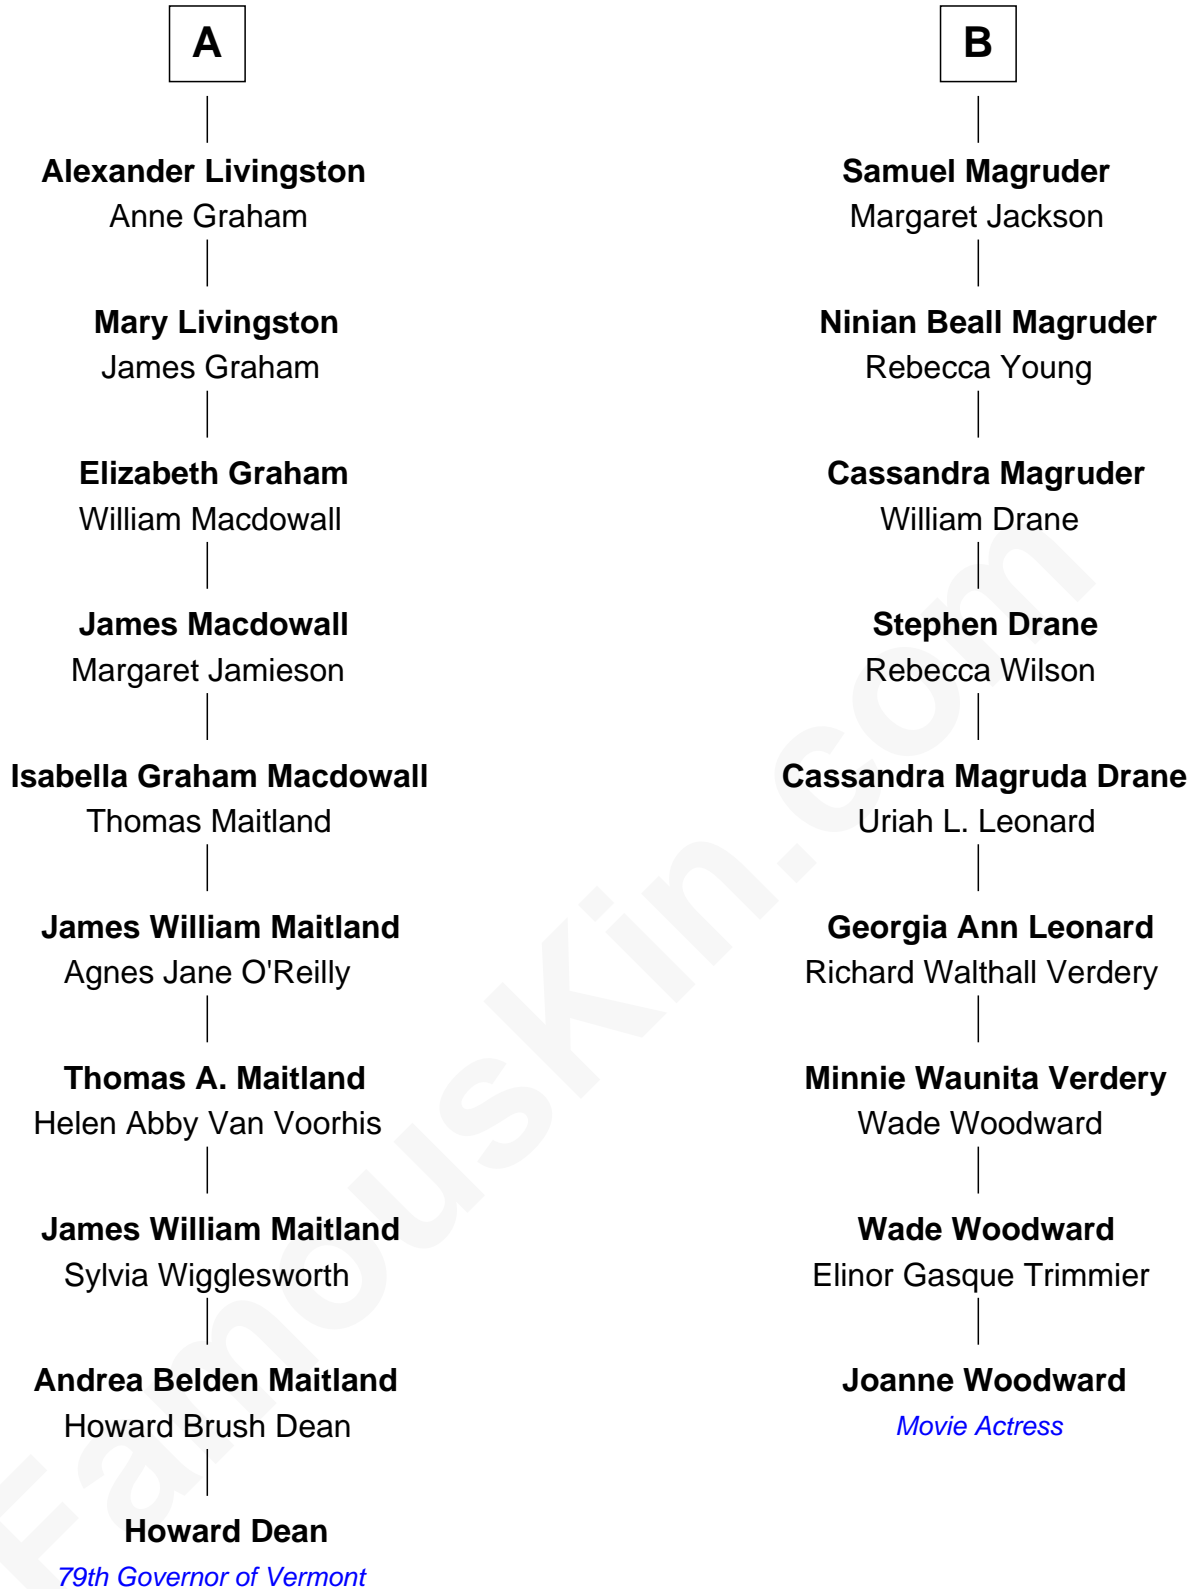 A
Alexander Livingston
Anne Graham
Mary Livingston
James Graham
Elizabeth Graham
William Macdowall
James Macdowall
Margaret Jamieson
Isabella Graham Macdowall
Thomas Maitland
James William Maitland
Agnes Jane O'Reilly
Thomas A. Maitland
Helen Abby Van Voorhis
James William Maitland
Sylvia Wigglesworth
Andrea Belden Maitland
Howard Brush Dean
Howard Dean
79th Governor of Vermont
B
Samuel Magruder
Margaret Jackson
Ninian Beall Magruder
Rebecca Young
Cassandra Magruder
William Drane
Stephen Drane
Rebecca Wilson
Cassandra Magruda Drane
Uriah L. Leonard
Georgia Ann Leonard
Richard Walthall Verdery
Minnie Waunita Verdery
Wade Woodward
Wade Woodward
Elinor Gasque Trimmier
Joanne Woodward
Movie Actress
FamousKin.com